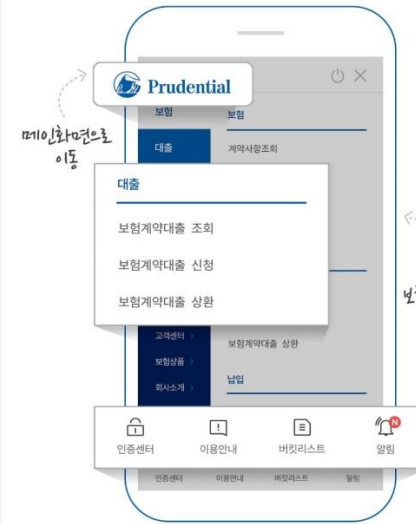 Prudential
메인화면으로
이동
보험
보험
대출
계약사항조회
대출
보험계약대출 조회
보험계약대출 신청
보험계약대출 상환
고객센터
보험계약대출 상환
보험상품
회사소개
납입
N
인증센터
이용안내
버킷리스트
알림
인증센터
이용안내
버킷리스트
알림